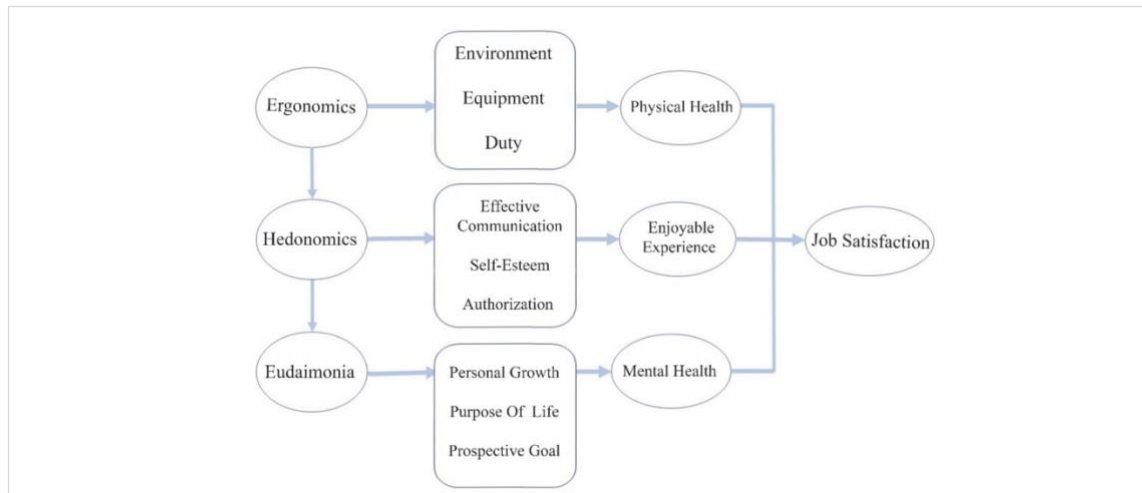 Ergonomics
Environment
Equipment
Duty
Physical Health
Hedonomics
Effective
Communication
Self-Esteem
Authorization
Enjoyable
Experience
Job Satisfaction
Eudaimonia
Personal Growth
Purpose Of Life
Prospective Goal
Mental Health